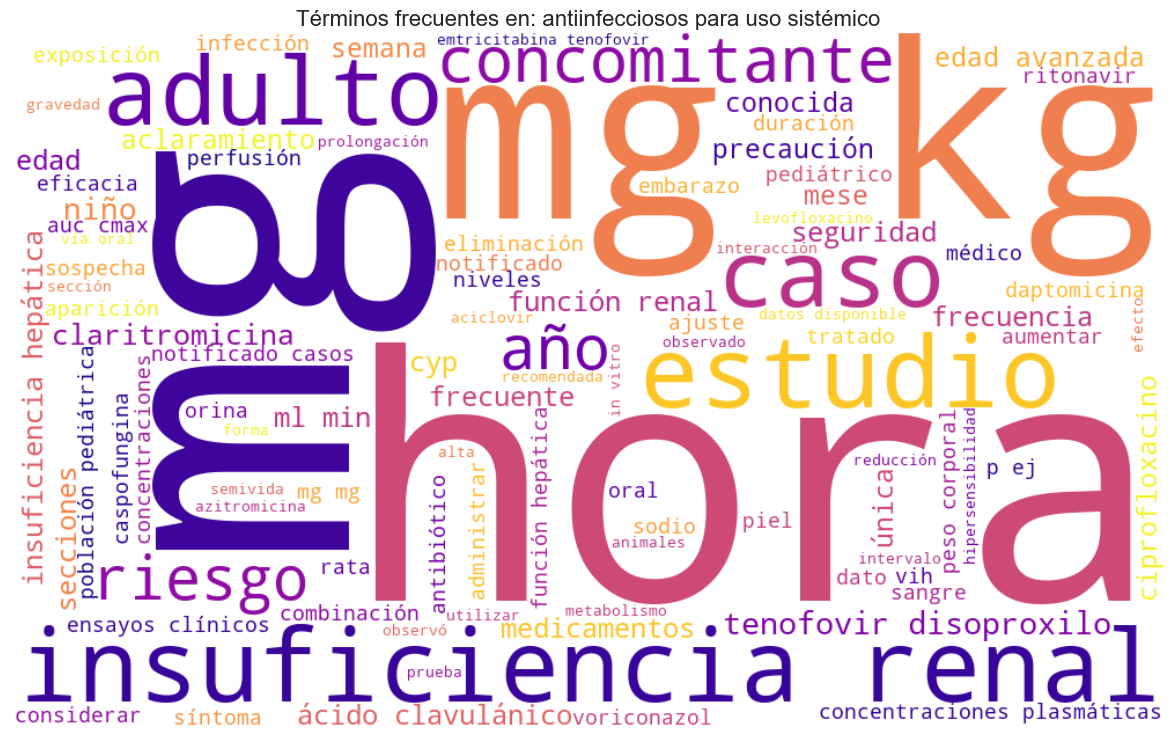 Términos frecuentes en: antiinfecciosos para uso sistémico
exposición
infección
semana
emtricitabina tenofovir
concomitante
edad avanzada
ritonavir
gravedad
adulto
mg kg
conocida
duración
aclaramiento
prolongación
precaución
edad
perfusión
eficacia
embarazo
pediátrico
mese
niño
auc cmax
levofloxacino
vía oral
mg
eliminación
interacción
seguridad
médico
sospecha
notificado
caso
sección
niveles
daptomicina
aparición
función renal
datos disponible
frecuencia
efecto
insuficiencia hepática
claritromicina
aciclovir
año
ajuste
tratado
aumentar
observado
notificado casos
cyp
estudio
recomendada
in vitro
frecuente
población pediátrica
concentraciones
caspofungina
orina
ml min
forma
hora
función hepática
peso corporal
hipersensibilidad
ciprofloxacino
alta
reducción
p ej
secciones
semivida
mg mg
azitromicina
antibiótico
administrar
oral
única
sodio
piel
animales
riesgo
rata
intervalo
dato
vih
sangre
combinación
utilizar
metabolismo
ensayos clínicos
observó
medicamentos
tenofovir disoproxilo
insuficiencia renal
prueba
considerar
síntoma
ácido clavulánico
voriconazol
concentraciones plasmáticas